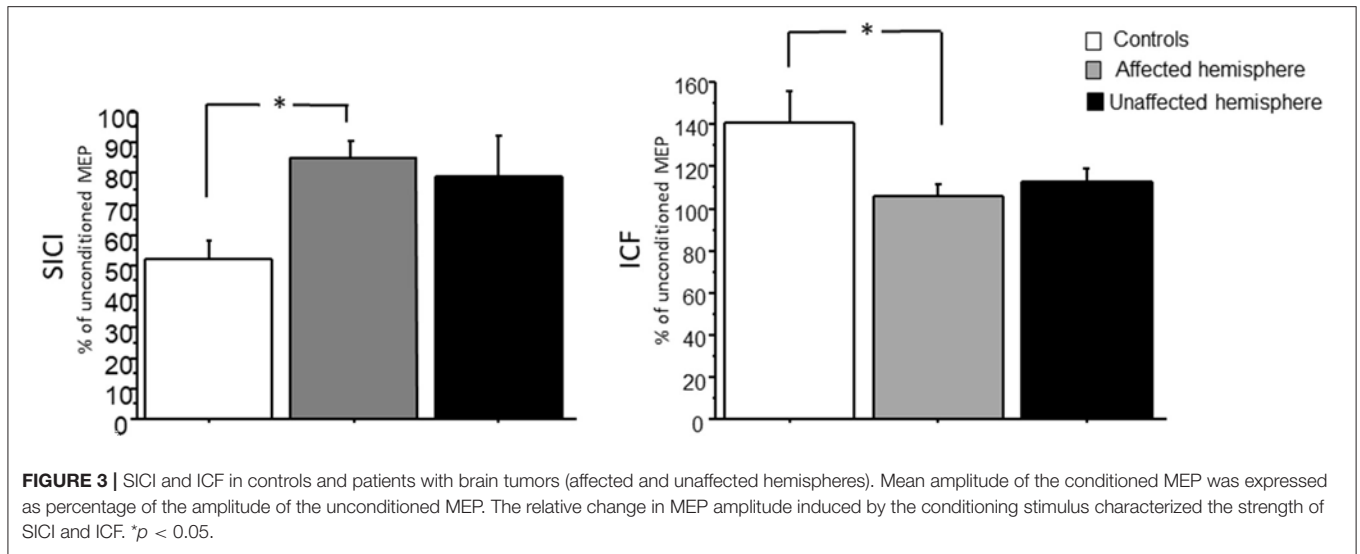 *
100
90
80
70
60
50
40
30
20
10
0
SICI
% of unconditioned MEP
*
160
140
120
100
80
60
40
20
0
ICF
% of unconditioned MEP
Controls
Affected hemisphere
Unaffected hemisphere
FIGURE 3 | SICI and ICF in controls and patients with brain tumors (affected and unaffected hemispheres). Mean amplitude of the conditioned MEP was expressed
as percentage of the amplitude of the unconditioned MEP. The relative change in MEP amplitude induced by the conditioning stimulus characterized the strength of
SICI and ICF. *p < 0.05.